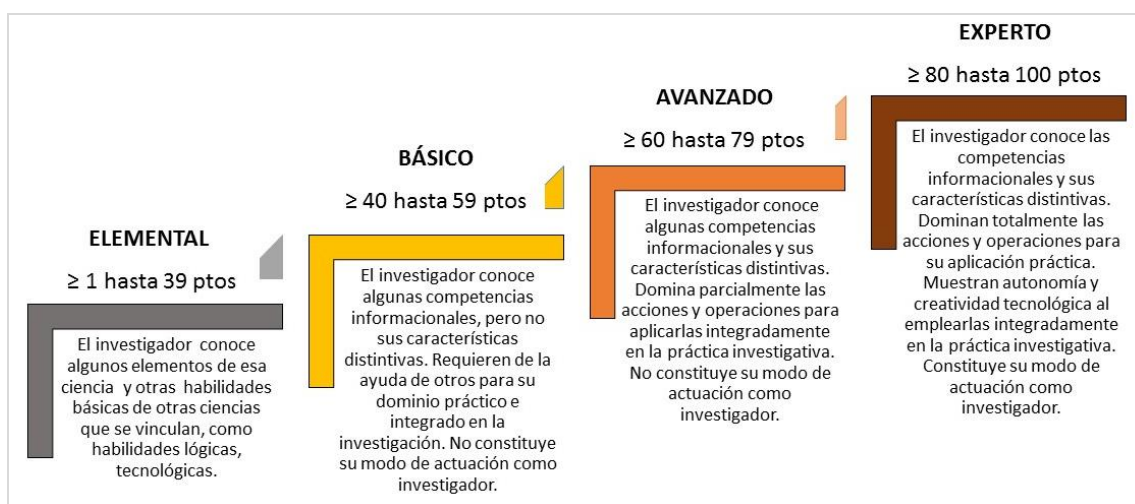 ELEMENTAL
≥ 1 hasta 39 ptos
El investigador conoce
algunos elementos de esa
ciencia y otras habilidades
básicas de otras ciencias
que se vinculan, como
habilidades lógicas,
tecnológicas.
BÁSICO
≥ 40 hasta 59 ptos
El investigador conoce
algunas competencias
informacionales, pero no
sus características
distintivas. Requieren de la
ayuda de otros para su
dominio práctico e
integrado en la
investigación. No constituye
su modo de actuación como
investigador.
AVANZADO
≥ 60 hasta 79 ptos
El investigador conoce
algunas competencias
informacionales y sus
características distintivas.
Domina parcialmente las
acciones y operaciones para
aplicarlas integradamente
en la práctica investigativa.
No constituye su modo de
actuación como
investigador.
EXPERTO
≥ 80 hasta 100 ptos
El investigador conoce las
competencias
informacionales y sus
características distintivas.
Dominan totalmente las
acciones y operaciones para
su aplicación práctica.
Muestran autonomía y
creatividad tecnológica al
emplearlas integradamente
en la práctica investigativa.
Constituye su modo de
actuación como
investigador.